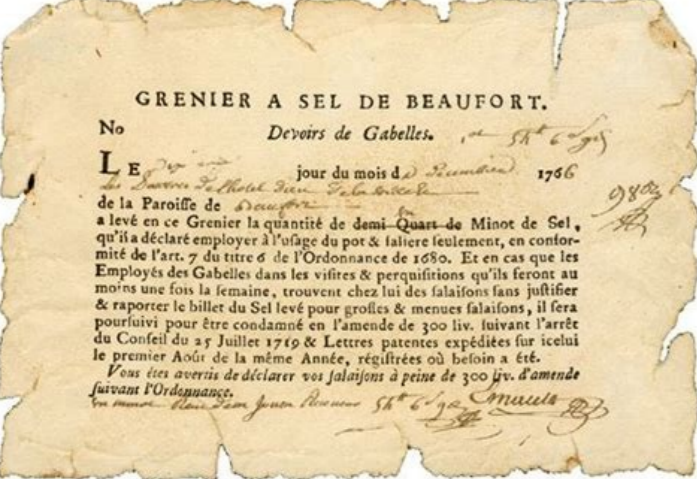 GRENIER A SEL DE BEAUFORT.
No Devoirs de Gabelles.
LE jour du mois de Decembre 1766
de la Paroisse de Beaufort
a levé en ce Grenier la quantité de demi Quart de Minot de Sel,
qu'il a déclaré employer à l'usage du pot & saliere seulement, en confor-
mité de l'art. 7 du titre 6 de l'Ordonnance de 1680. Et en cas que les
Employés des Gabelles dans les visites & perquisitions qu'ils feront au
moins une fois la semaine, trouvent chez lui des salaisons sans justifier
& raporter le billet du Sel levé pour grosses & menues salaisons, il sera
poursuivi pour être condamné en l'amende de 300 liv. suivant l'arrêt
du Conseil du 25 Juillet 1719 & Lettres patentes expédiées sur icelui
le premier Août de la même Année, régistrées où besoin a été.
Vous êtes avertis de déclarer vos salaisons à peine de 300 liv. d'amende
suivant l'Ordonnance.